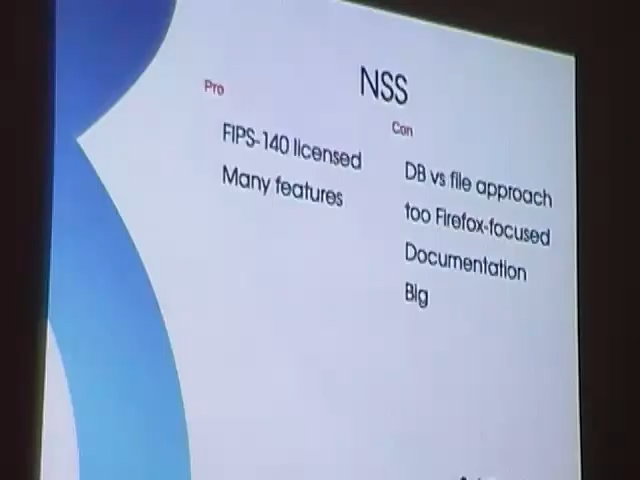 NSS
Pro
FIPS-140 licensed
Many features
Con
DB vs file approach
too Firefox-focused
Documentation
Big